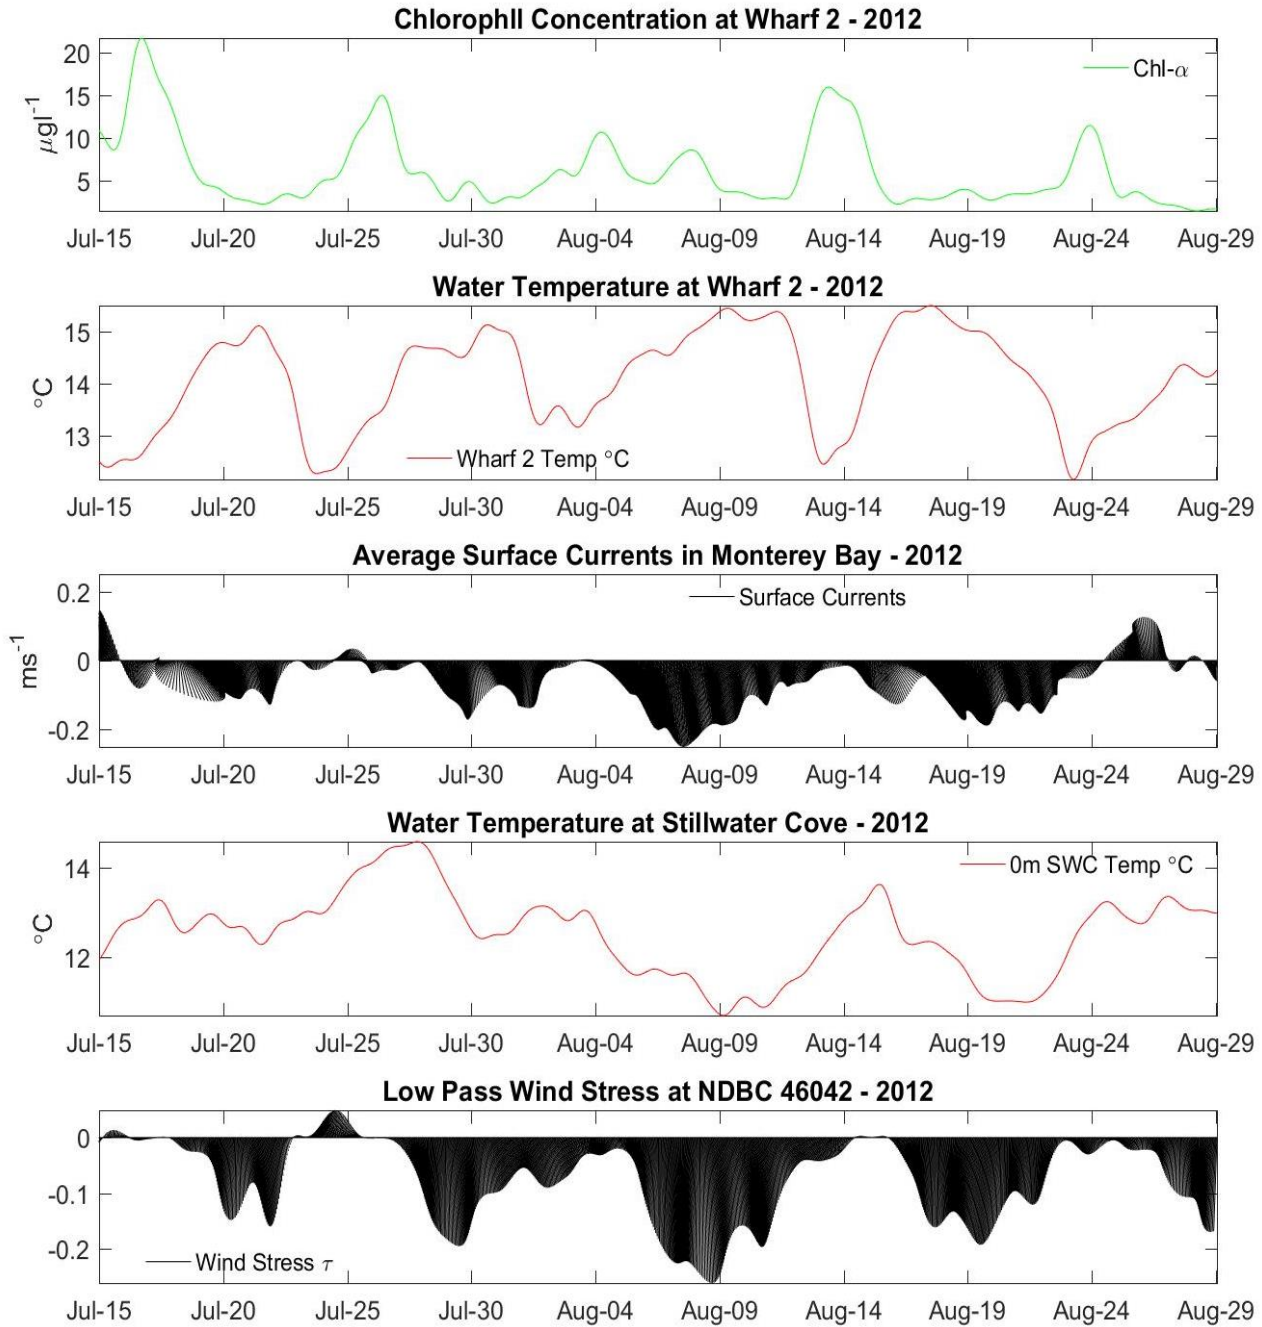 Chlorophll Concentration at Wharf 2 - 2012
20
15
10
5
µgl⁻¹
Chl-α
Jul-15 Jul-20 Jul-25 Jul-30 Aug-04 Aug-09 Aug-14 Aug-19 Aug-24 Aug-29
Water Temperature at Wharf 2 - 2012
15
14
13
°C
Wharf 2 Temp °C
Jul-15 Jul-20 Jul-25 Jul-30 Aug-04 Aug-09 Aug-14 Aug-19 Aug-24 Aug-29
Average Surface Currents in Monterey Bay - 2012
0.2
0
-0.2
ms⁻¹
Surface Currents
Jul-15 Jul-20 Jul-25 Jul-30 Aug-04 Aug-09 Aug-14 Aug-19 Aug-24 Aug-29
Water Temperature at Stillwater Cove - 2012
14
12
°C
0m SWC Temp °C
Jul-15 Jul-20 Jul-25 Jul-30 Aug-04 Aug-09 Aug-14 Aug-19 Aug-24 Aug-29
Low Pass Wind Stress at NDBC 46042 - 2012
0
-0.1
-0.2
Wind Stress τ
Jul-15 Jul-20 Jul-25 Jul-30 Aug-04 Aug-09 Aug-14 Aug-19 Aug-24 Aug-29